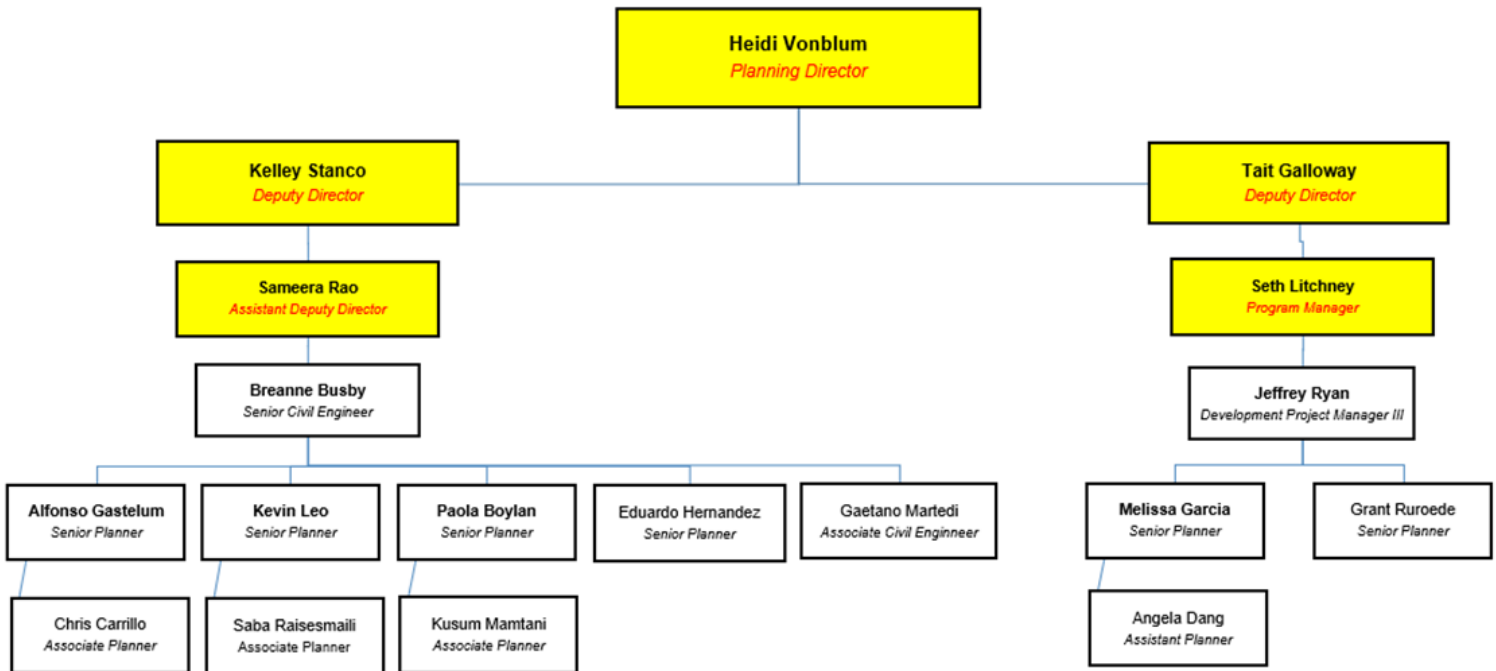 Heidi Vonblum
Planning Director
Kelley Stanco
Deputy Director
Tait Galloway
Deputy Director
Sameera Rao
Assistant Deputy Director
Seth Litchney
Program Manager
Breanne Busby
Senior Civil Engineer
Jeffrey Ryan
Development Project Manager III
Alfonso Gastelum
Senior Planner
Kevin Leo
Senior Planner
Paola Boylan
Senior Planner
Eduardo Hernandez
Senior Planner
Gaetano Martedi
Associate Civil Enginneer
Melissa Garcia
Senior Planner
Grant Ruroede
Senior Planner
Chris Carrillo
Associate Planner
Saba Raisesmaili
Associate Planner
Kusum Mamtani
Associate Planner
Angela Dang
Assistant Planner